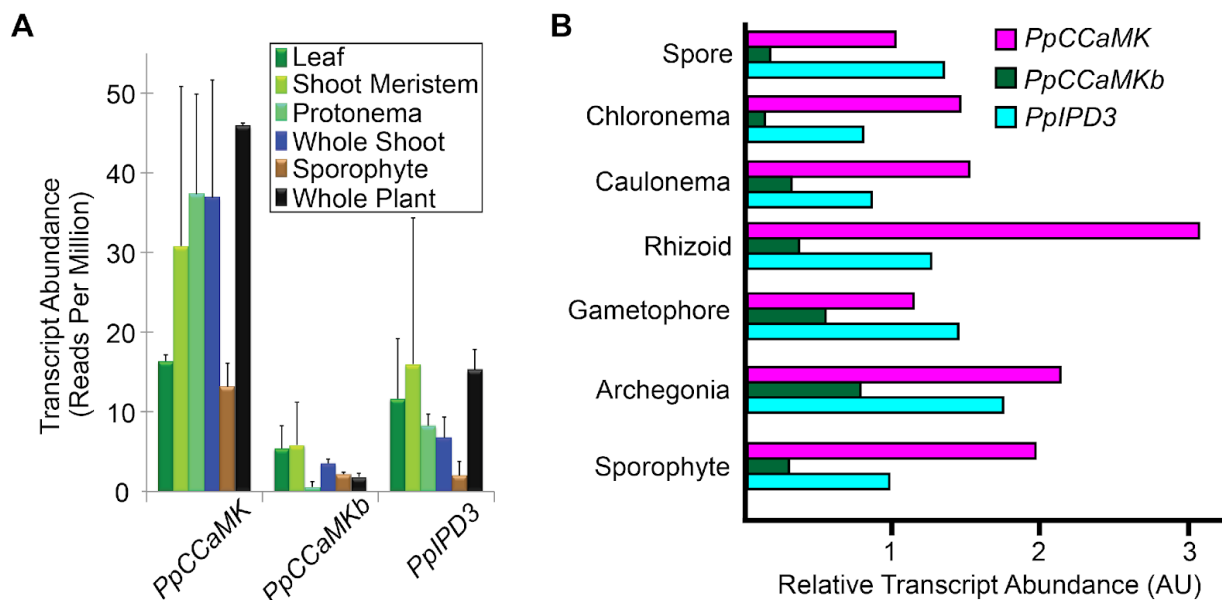 A
Transcript Abundance
(Reads Per Million)
50
40
30
20
10
0
Leaf
Shoot Meristem
Protonema
Whole Shoot
Sporophyte
Whole Plant
PpCCaMK
PpCCaMKb
PpIPD3
B
Spore
Chloronema
Caulonema
Rhizoid
Gametophore
Archegonia
Sporophyte
PpCCaMK
PpCCaMKb
PpIPD3
1 2 3
Relative Transcript Abundance (AU)